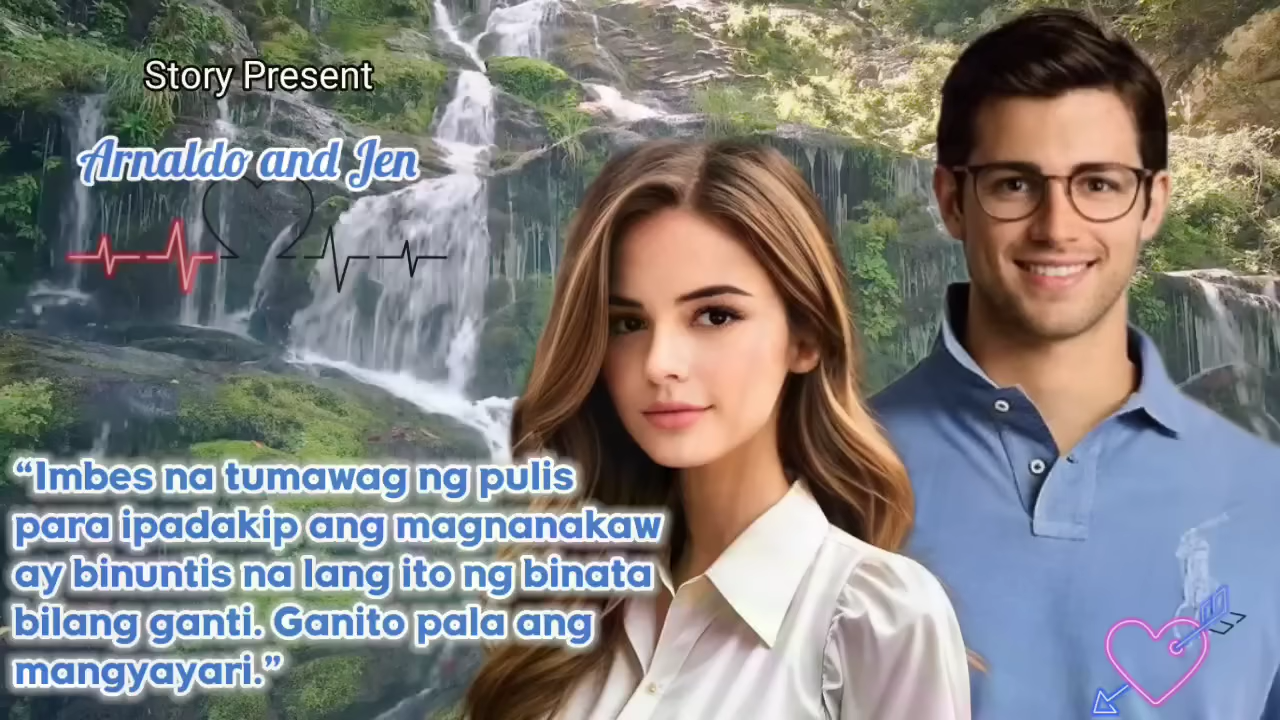 Story Present
Arnaldo and Jen
“Imbes na tumawag ng pulis
para ipadakip ang magnanakaw
ay binuntis na lang ito ng binata
bilang ganti. Ganito pala ang
mangyayari.”